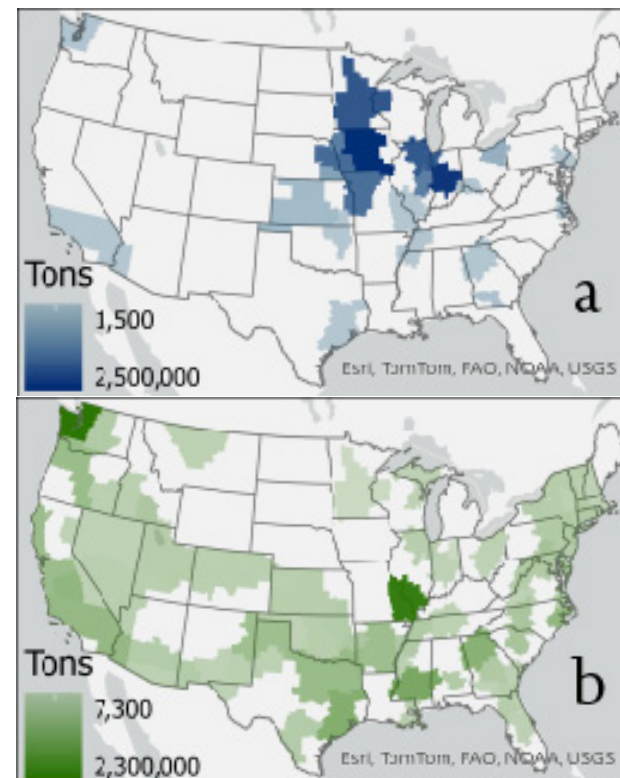 Tons
1,500
2,500,000
a
Esri, TomTom, FAO, NOAA, USGS
Tons
7,300
2,300,000
b
Esri, TomTom, FAO, NOAA, USGS